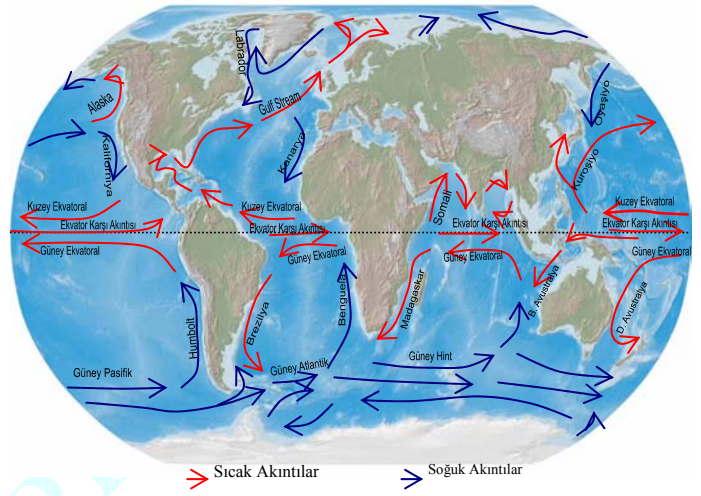 Labrador
Alaska
Gulf Stream
Oyaşiyo
Kaliforniya
Kanarya
Kuroşiyo
Somali
Kuzey Ekvatoral
Kuzey Ekvatoral
Kuzey Ekvatoral
Ekvator Karşı Akıntısı
Ekvator Karşı Akıntısı
Ekvator Karşı Akıntısı
Ekvator Karşı Akıntısı
Güney Ekvatoral
Güney Ekvatoral
Güney Ekvatoral
Güney Ekvatoral
Humbolt
Brezilya
Benguela
Madagaskar
B. Avustralya
D. Avustralya
Güney Pasifik
Güney Atlantik
Güney Hint
Sıcak Akıntılar
Soğuk Akıntılar